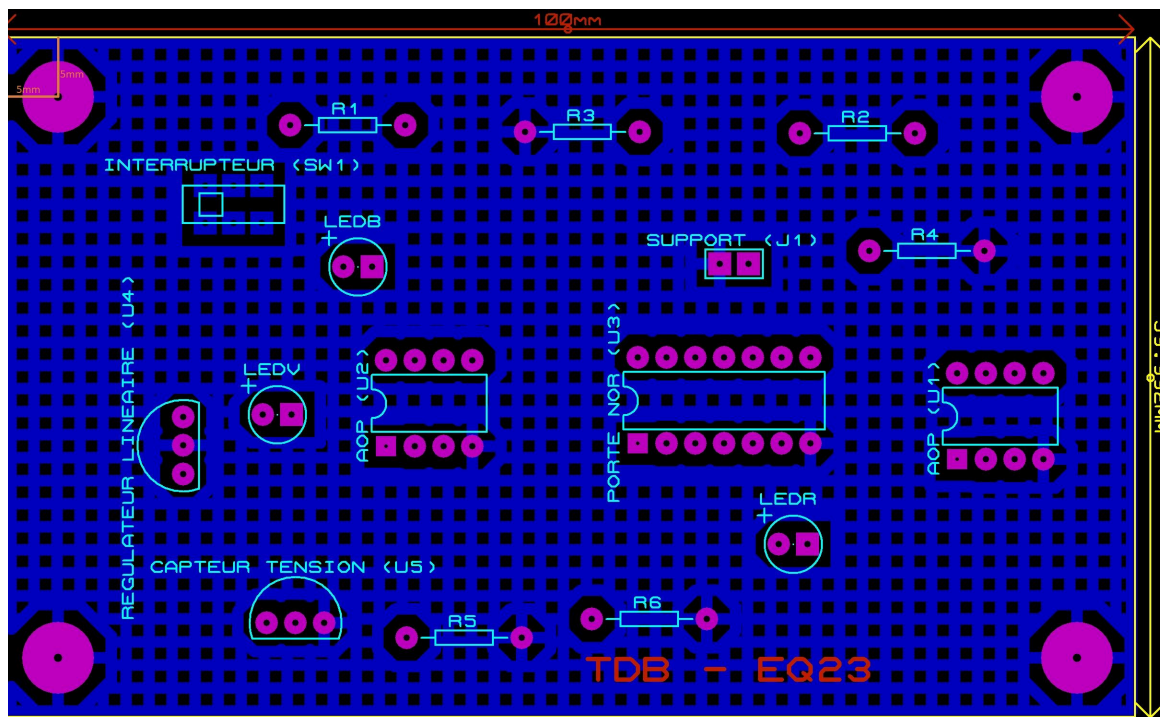 100mm
5mm
5mm
R1
R3
R2
INTERRUPTEUR (SW1)
LEDB
SUPPORT (J1)
R4
REGULATEUR LINEAIRE (U4)
LEDV
AOP (U2)
PORTE NOR (U3)
AOP (U1)
LEDR
CAPTEUR TENSION (U5)
R5
R6
TDB - EQ23